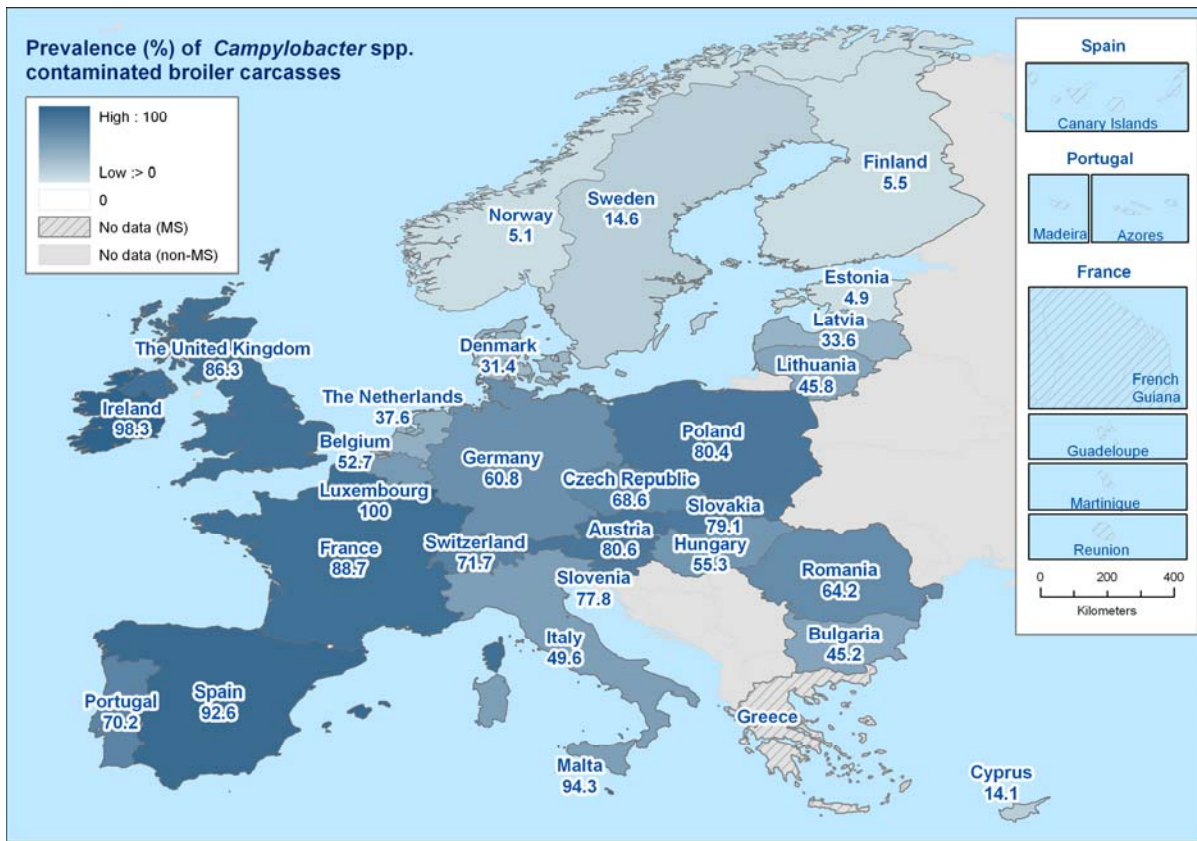 Prevalence (%) of Campylobacter spp.
contaminated broiler carcasses
High : 100
Low :> 0
0
No data (MS)
No data (non-MS)
Norway
5.1
Sweden
14.6
Finland
5.5
Estonia
4.9
Latvia
33.6
Lithuania
45.8
Denmark
31.4
The United Kingdom
86.3
Ireland
98.3
The Netherlands
37.6
Belgium
52.7
Luxembourg
100
Germany
60.8
Poland
80.4
Czech Republic
68.6
Slovakia
79.1
Austria
80.6
Hungary
55.3
France
88.7
Switzerland
71.7
Slovenia
77.8
Romania
64.2
Bulgaria
45.2
Italy
49.6
Portugal
70.2
Spain
92.6
Greece
Malta
94.3
Cyprus
14.1
Spain
Canary Islands
Portugal
Madeira
Azores
France
French
Guiana
Guadeloupe
Martinique
Reunion
0 200 400
Kilometers